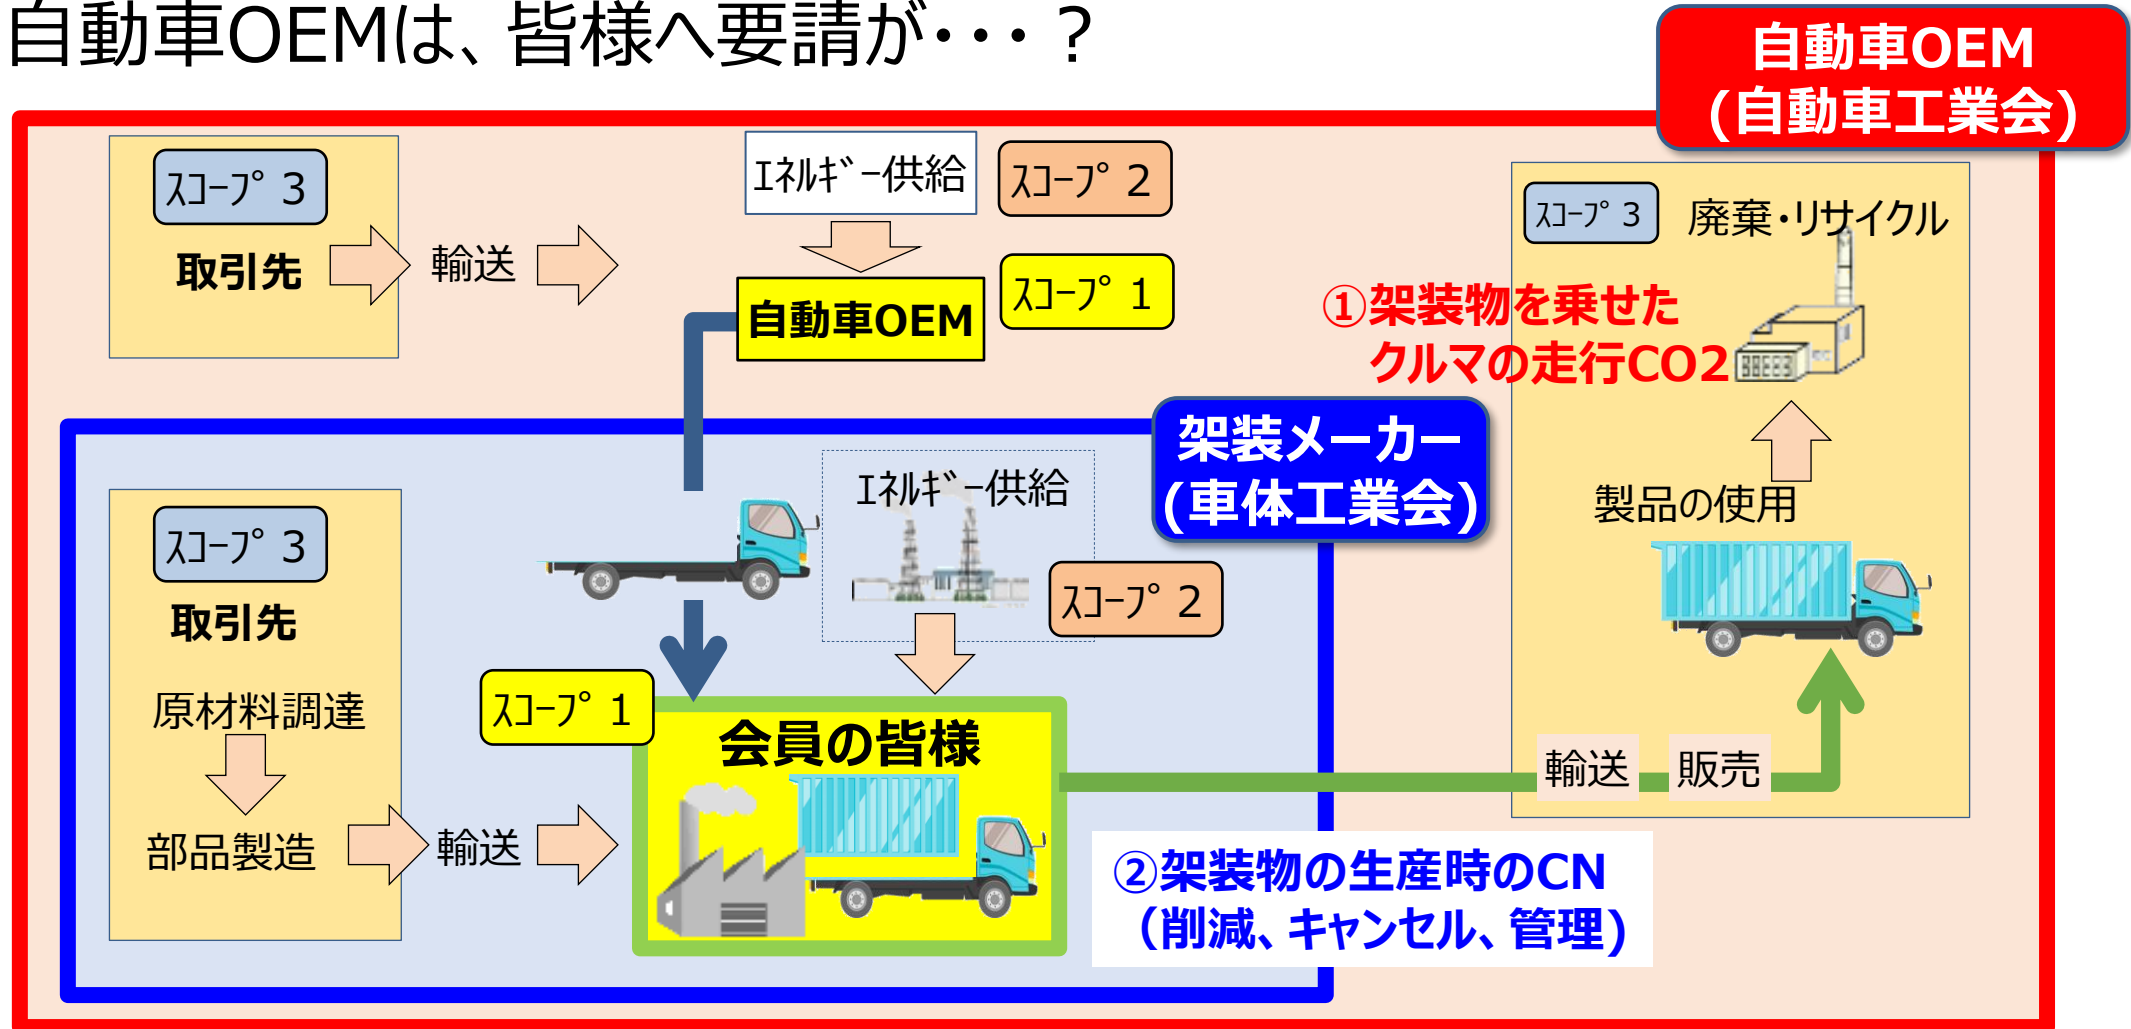 自動車OEMは、皆様へ要請が・・・？
自動車OEM
(自動車工業会)
ｽｺｰﾌﾟ 3
取引先
輸送
ｴﾈﾙｷﾞｰ供給
ｽｺｰﾌﾟ 2
自動車OEM
ｽｺｰﾌﾟ 1
ｽｺｰﾌﾟ 3
廃棄・リサイクル
①架装物を乗せた
クルマの走行CO2
架装メーカー
(車体工業会)
製品の使用
ｽｺｰﾌﾟ 3
取引先
原材料調達
部品製造
輸送
ｴﾈﾙｷﾞｰ供給
ｽｺｰﾌﾟ 2
ｽｺｰﾌﾟ 1
会員の皆様
輸送
販売
②架装物の生産時のCN
（削減、キャンセル、管理)